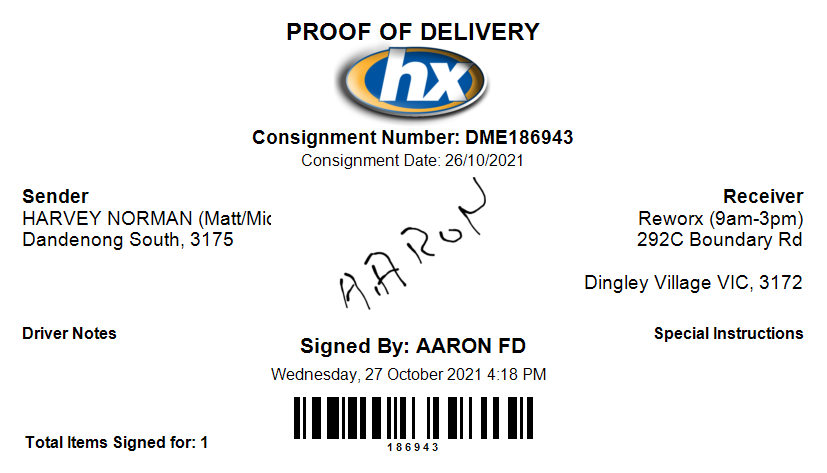 PROOF OF DELIVERY
hx
Consignment Number: DME186943
Consignment Date: 26/10/2021
Sender
HARVEY NORMAN (Matt/Mic
Dandenong South, 3175
Receiver
Reworx (9am-3pm)
292C Boundary Rd
Dingley Village VIC, 3172
AARON
Driver Notes
Special Instructions
Signed By: AARON FD
Wednesday, 27 October 2021 4:18 PM
186943
Total Items Signed for: 1